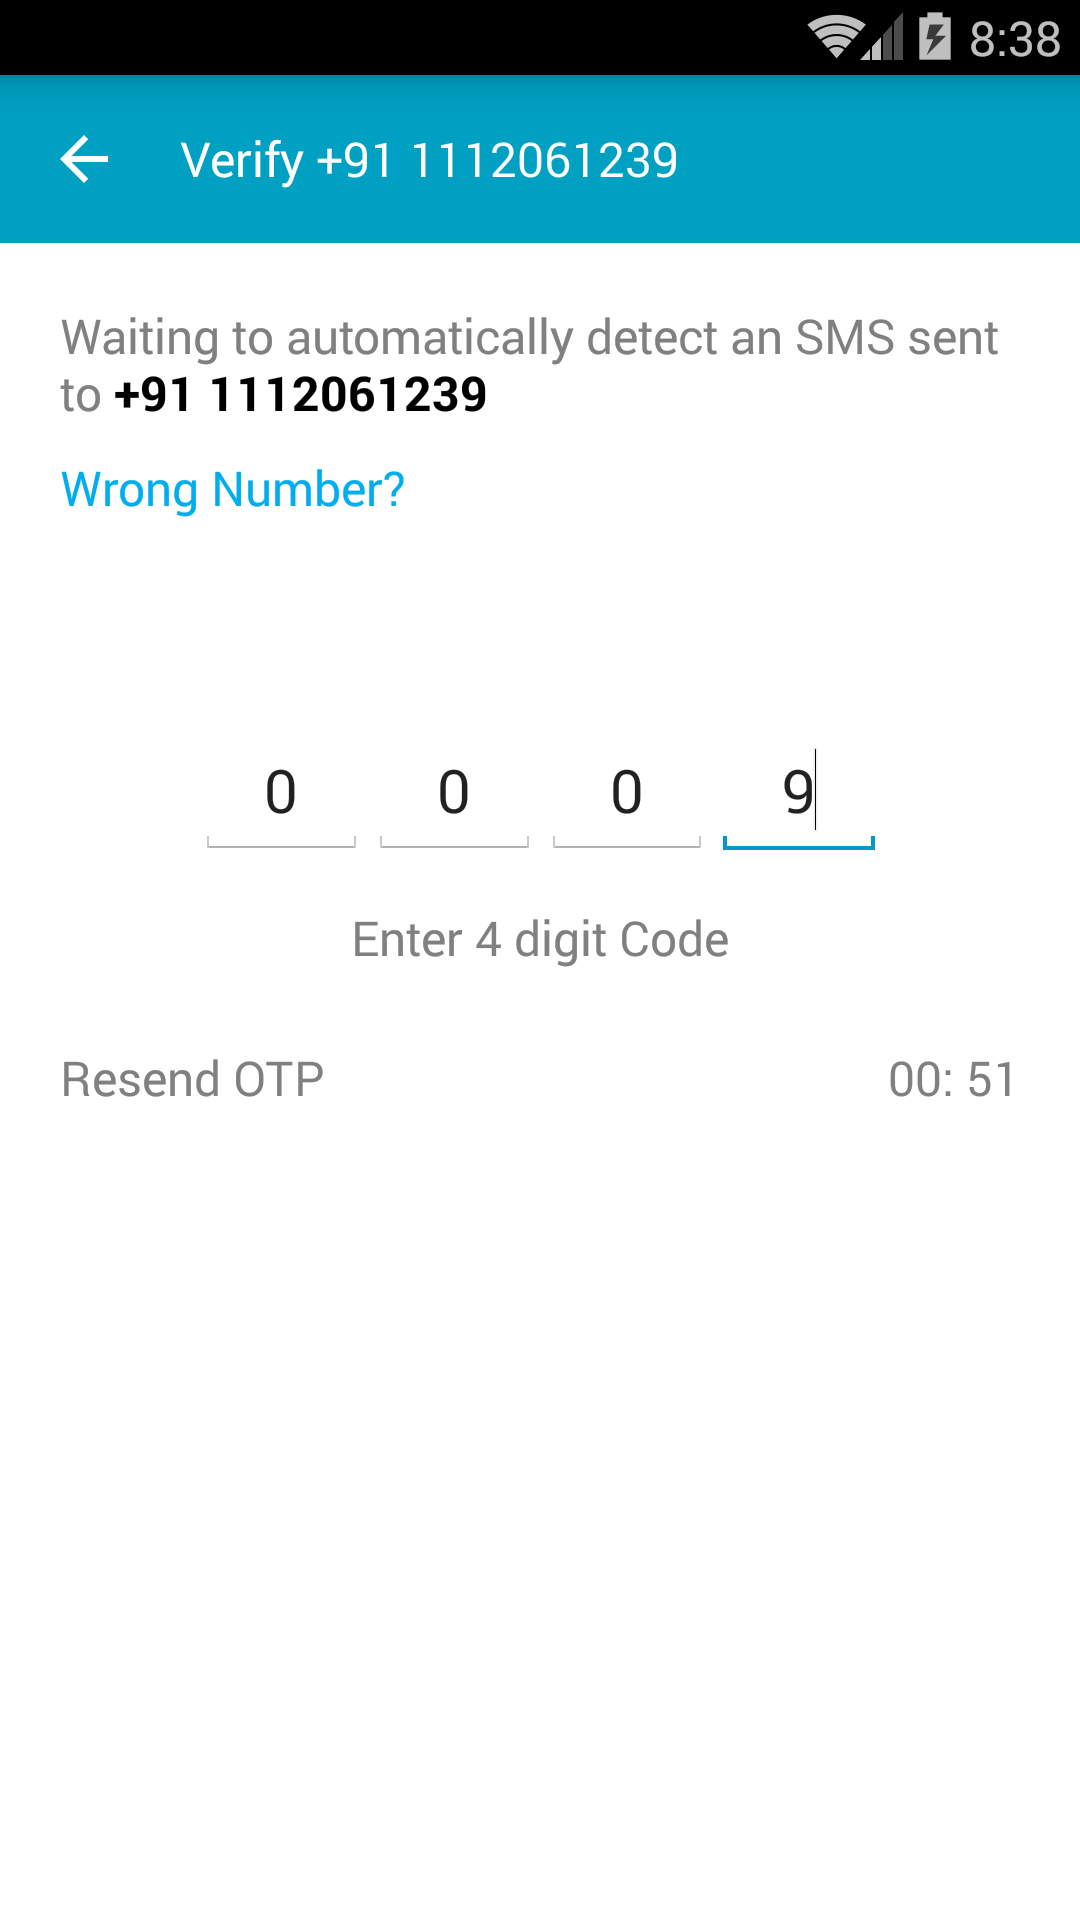 8:38
Verify +91 1112061239
Waiting to automatically detect an SMS sent
to +91 1112061239
Wrong Number?
0 0 0 9
Enter 4 digit Code
Resend OTP 00: 51